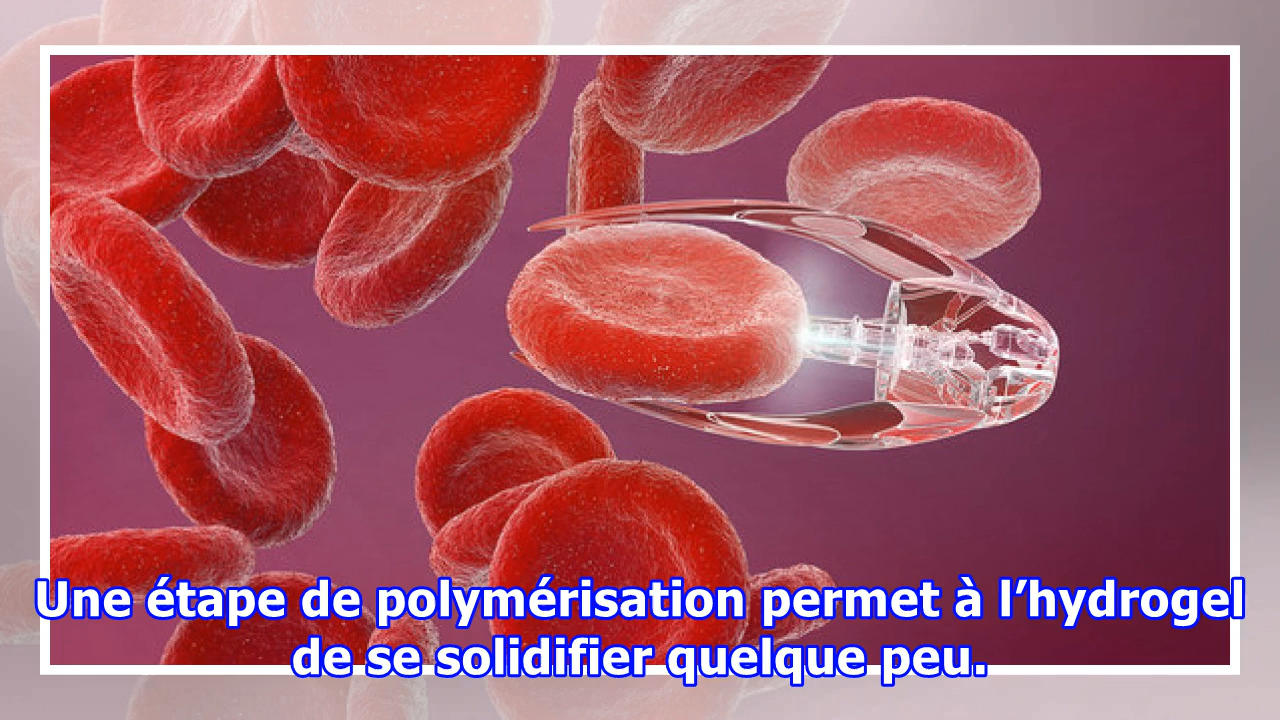 Une étape de polymérisation permet à l’hydrogel
de se solidifier quelque peu.